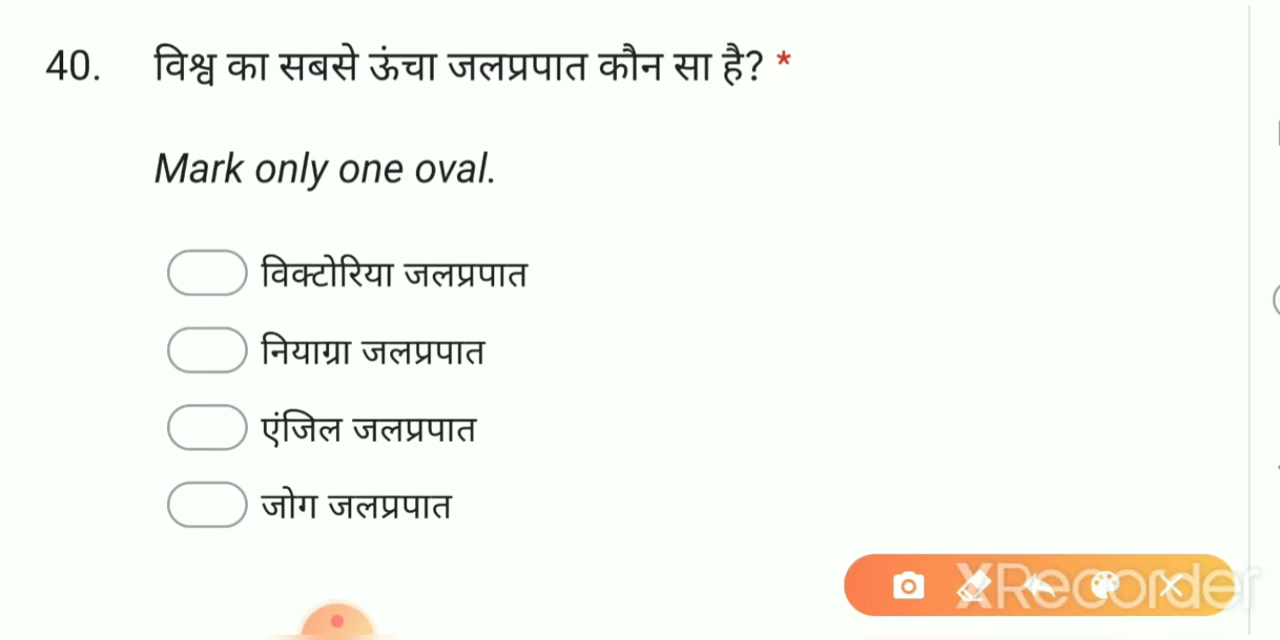 40. विश्व का सबसे ऊंचा जलप्रपात कौन सा है? *
Mark only one oval.
विक्टोरिया जलप्रपात
नियाग्रा जलप्रपात
एंजिल जलप्रपात
जोग जलप्रपात
XRecorder